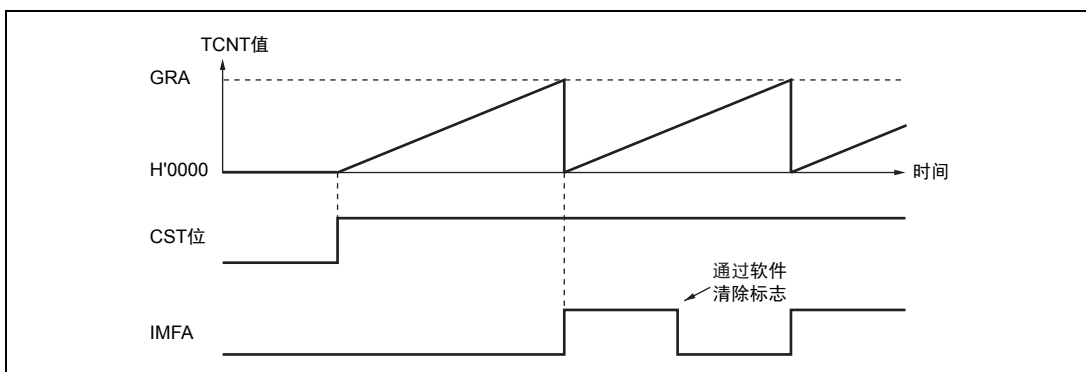 TCNT值
GRA
H'0000
时间
CST位
通过软件
清除标志
IMFA